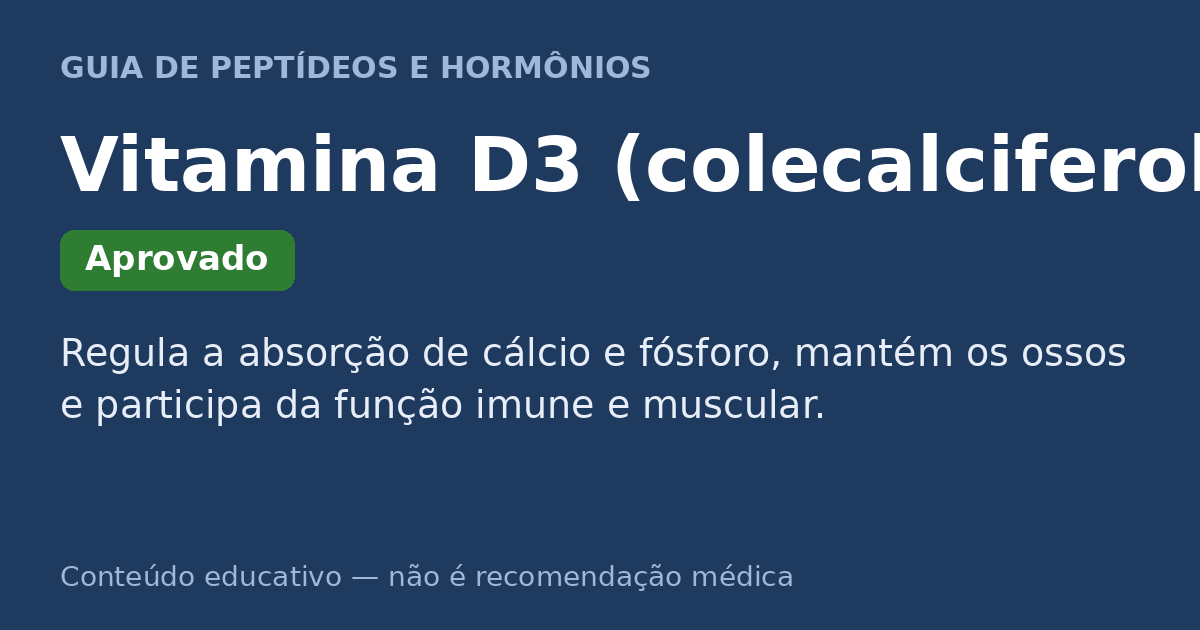 GUIA DE PEPTÍDEOS E HORMÔNIOS
Vitamina D3 (colecalciferol
Aprovado
Regula a absorção de cálcio e fósforo, mantém os ossos
e participa da função imune e muscular.
Conteúdo educativo — não é recomendação médica